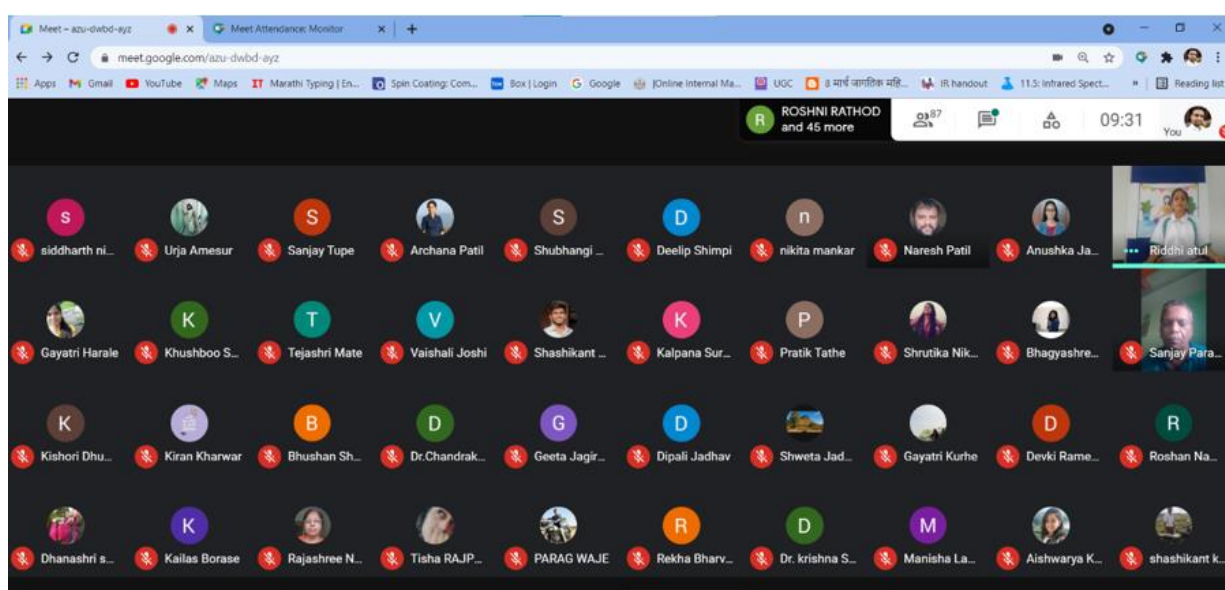 Meet – azu-dwbd-ayz
Meet Attendance: Monitor
meet.google.com/azu-dwbd-ayz
Apps Gmail YouTube Maps Marathi Typing | En... Spin Coating: Com... Box | Login Google |Online Internal Ma... UGC 8 मार्च जागतिक महि... IR handout 11.5: Infrared Spect... » Reading list
R ROSHNI RATHOD
and 45 more
87
09:31
You
s S S D n
siddharth ni... Urja Amesur Sanjay Tupe Archana Patil Shubhangi ... Deelip Shimpi nikita mankar Naresh Patil Anushka Ja... Riddhi atul
K T V K P
Gayatri Harale Khushboo S... Tejashri Mate Vaishali Joshi Shashikant ... Kalpana Sur... Pratik Tathe Shrutika Nik... Bhagyashre... Sanjay Para...
K B D G D D R
Kishori Dhu... Kiran Kharwar Bhushan Sh... Dr.Chandrak... Geeta Jagir... Dipali Jadhav Shweta Jad... Gayatri Kurhe Devki Rame... Roshan Na...
K R D M
Dhanashri s... Kailas Borase Rajashree N... Tisha RAJP... PARAG WAJE Rekha Bharv... Dr. krishna S... Manisha La... Aishwarya K... shashikant k...